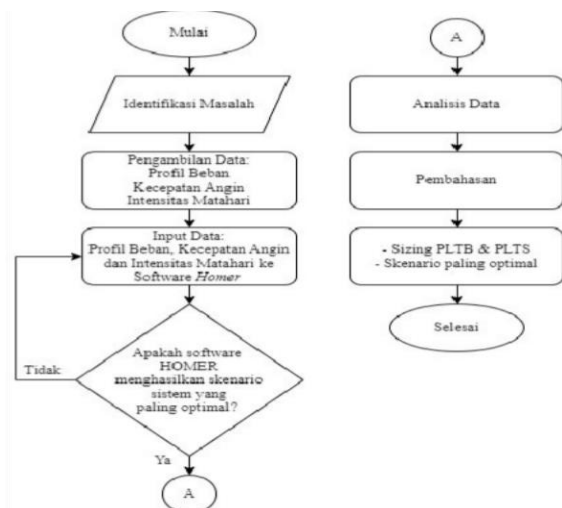 Mulai
Identifikasi Masalah
Pengambilan Data:
Profil Beban
Kecepatan Angin
Intensitas Matahari
Input Data:
Profil Beban, Kecepatan Angin
dan Intensitas Matahari ke
Software Homer
Apakah software
HOMER
menghasilkan skenario
sistem yang
paling optimal?
Tidak
Ya
A
A
Analisis Data
Pembahasan
- Sizing PLTB & PLTS
- Skenario paling optimal
Selesai